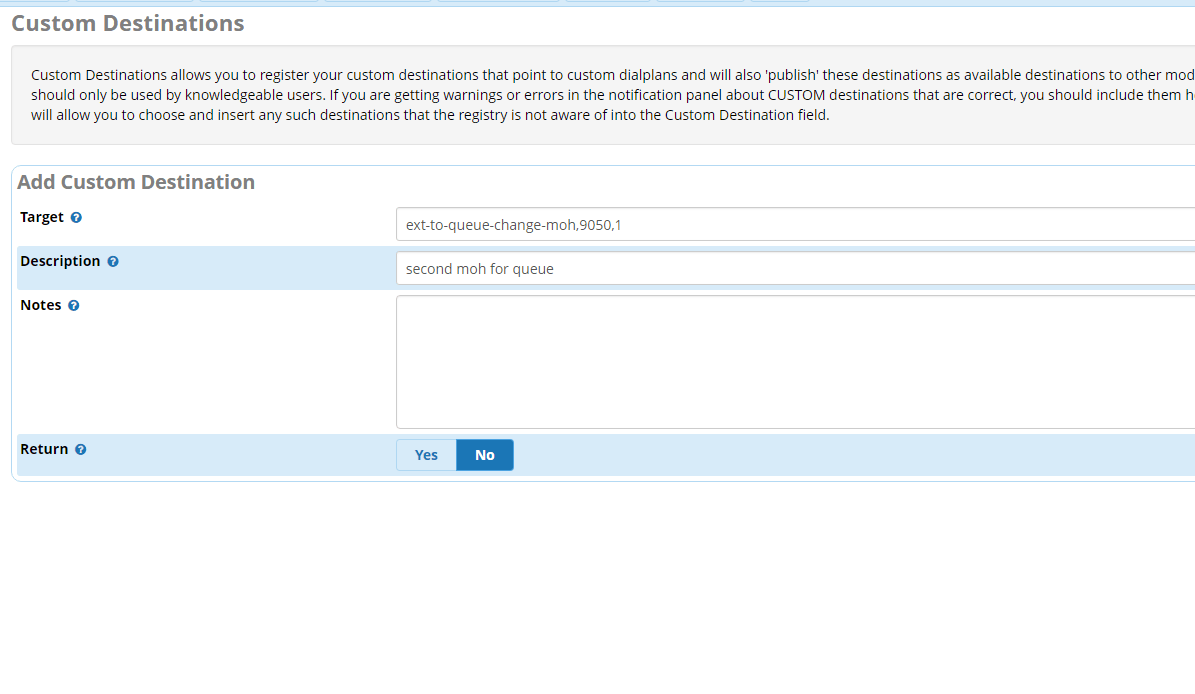 Custom Destinations
Custom Destinations allows you to register your custom destinations that point to custom dialplans and will also 'publish' these destinations as available destinations to other mod
should only be used by knowledgeable users. If you are getting warnings or errors in the notification panel about CUSTOM destinations that are correct, you should include them h
will allow you to choose and insert any such destinations that the registry is not aware of into the Custom Destination field.
Add Custom Destination
Target ?
ext-to-queue-change-moh,9050,1
Description ?
second moh for queue
Notes ?
Return ?
Yes No